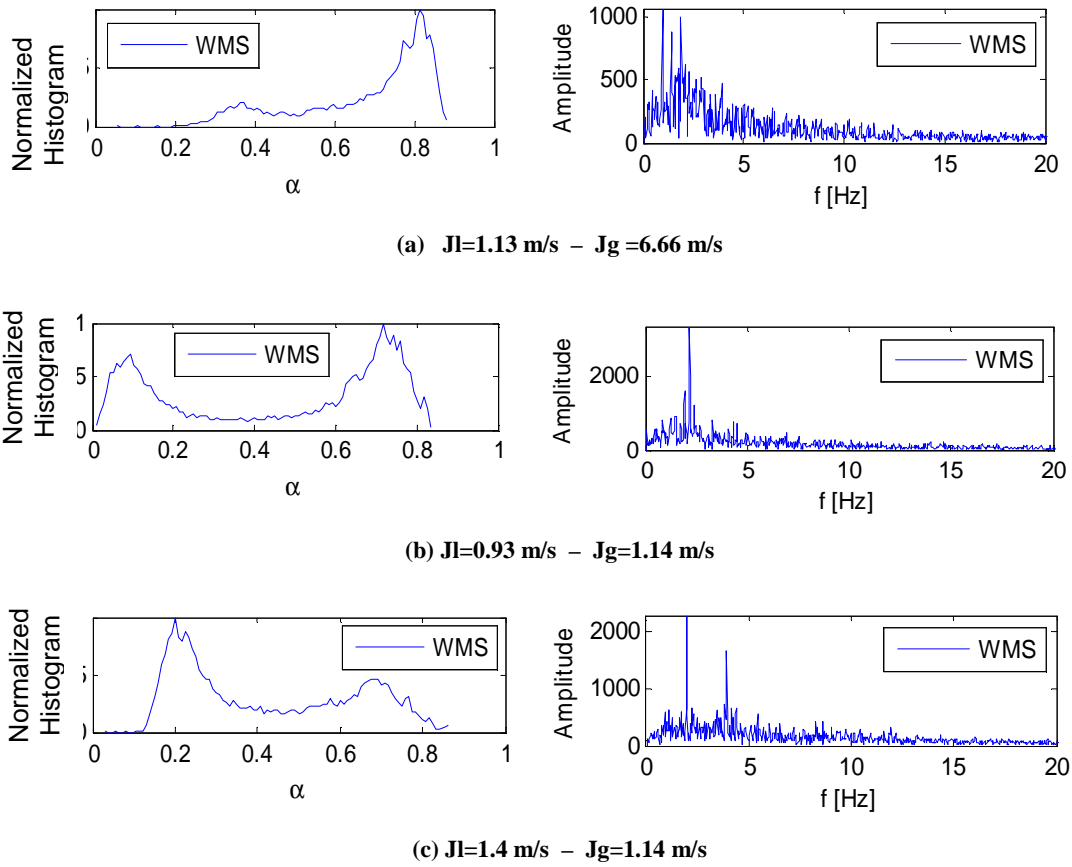 Normalized
Histogram
5
0
WMS
0 0.2 0.4 0.6 0.8 1
α
Amplitude
1000
500
0
WMS
0 5 10 15 20
f [Hz]
(a) Jl=1.13 m/s – Jg =6.66 m/s
Normalized
Histogram
1
5
0
WMS
0 0.2 0.4 0.6 0.8 1
α
Amplitude
2000
0
WMS
0 5 10 15 20
f [Hz]
(b) Jl=0.93 m/s – Jg=1.14 m/s
Normalized
Histogram
5
WMS
0 0.2 0.4 0.6 0.8 1
α
Amplitude
2000
1000
0
WMS
0 5 10 15 20
f [Hz]
(c) Jl=1.4 m/s – Jg=1.14 m/s